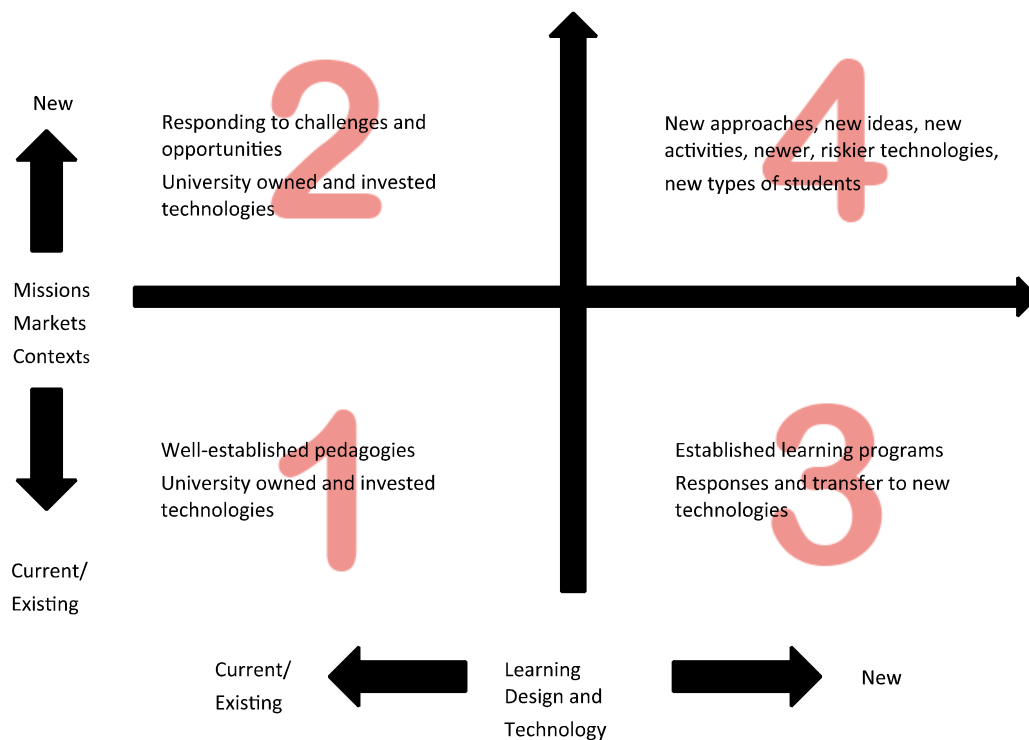 New
Missions
Markets
Contexts
Current/
Existing
2
Responding to challenges and
opportunities
University owned and invested
technologies
4
New approaches, new ideas, new
activities, newer, riskier technologies,
new types of students
1
Well-established pedagogies
University owned and invested
technologies
3
Established learning programs
Responses and transfer to new
technologies
Current/
Existing
Learning
Design and
Technology
New